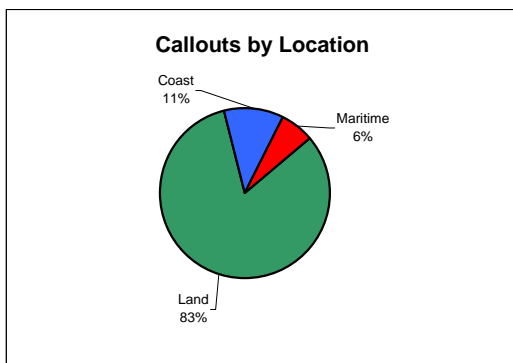 Callouts by Location
Coast
11%
Maritime
6%
Land
83%